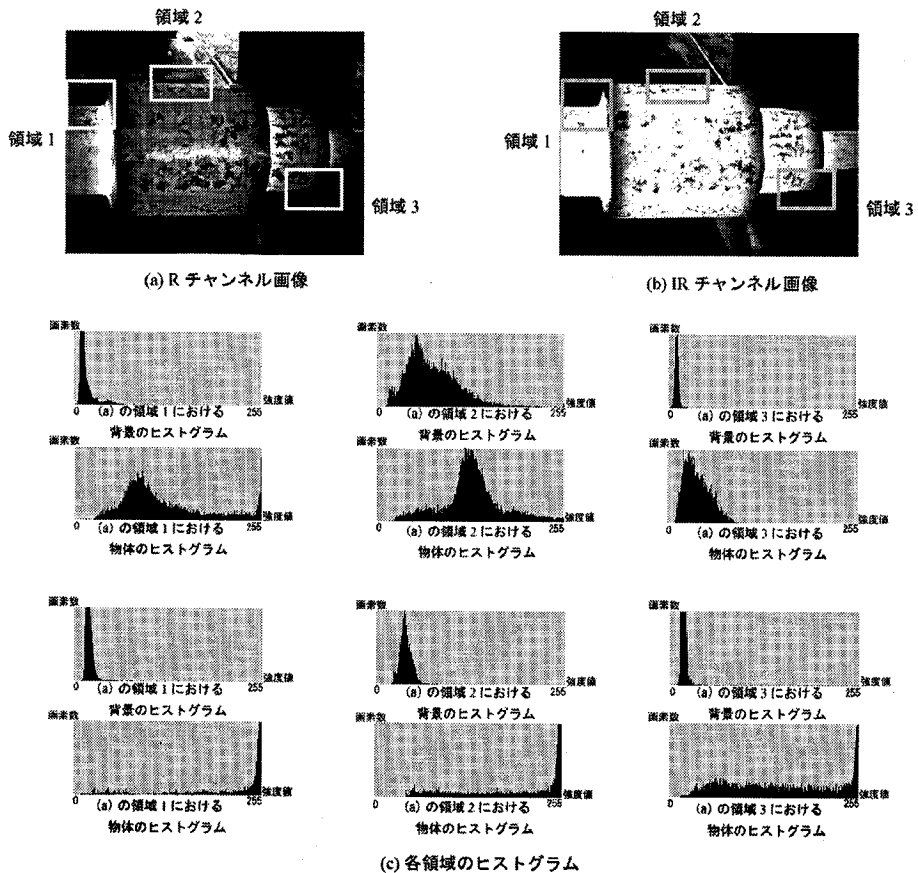 領域 2
領域 2
領域 1
領域 1
領域 3
領域 3
(a) R チャンネル画像
(b) IR チャンネル画像
画素数
画素数
画素数
強度値
強度値
強度値
0
255
0
255
0
255
(a) の領域 1 における
背景のヒストグラム
(a) の領域 2 における
背景のヒストグラム
(a) の領域 3 における
背景のヒストグラム
画素数
画素数
画素数
強度値
強度値
強度値
0
255
0
255
0
255
(a) の領域 1 における
物体のヒストグラム
(a) の領域 2 における
物体のヒストグラム
(a) の領域 3 における
物体のヒストグラム
画素数
画素数
画素数
強度値
強度値
強度値
0
255
0
255
0
255
(a) の領域 1 における
背景のヒストグラム
(a) の領域 2 における
背景のヒストグラム
(a) の領域 3 における
背景のヒストグラム
画素数
画素数
画素数
強度値
強度値
強度値
0
255
0
255
0
255
(a) の領域 1 における
物体のヒストグラム
(a) の領域 2 における
物体のヒストグラム
(a) の領域 3 における
物体のヒストグラム
(c) 各領域のヒストグラム